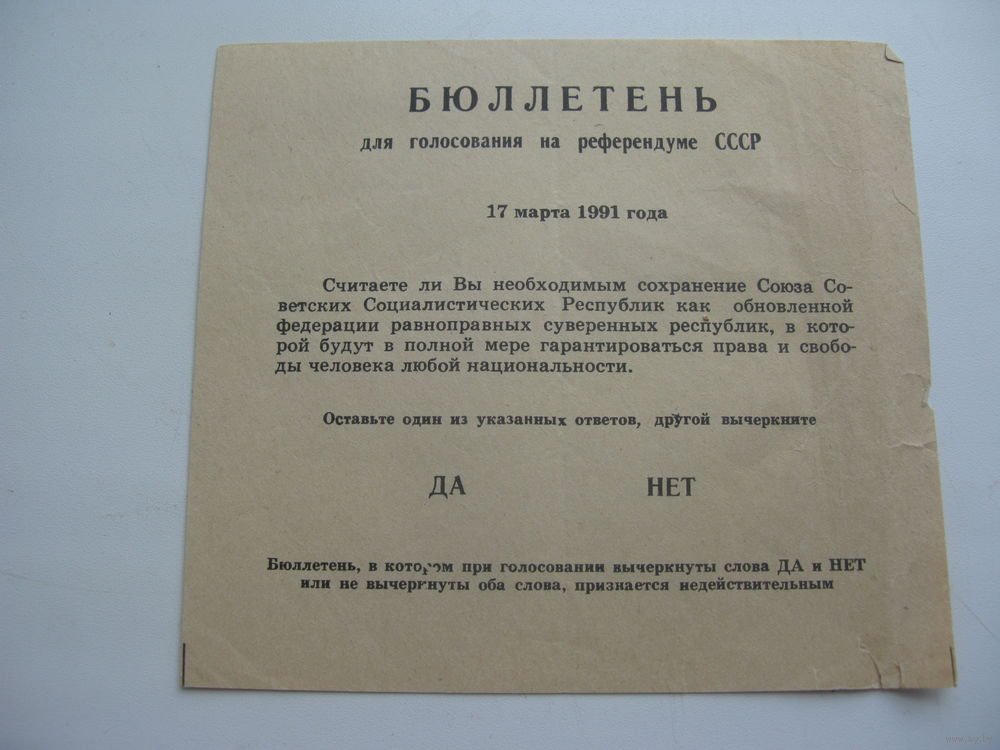 БЮЛЛЕТЕНЬ
для голосования на референдуме СССР
17 марта 1991 года
Считаете ли Вы необходимым сохранение Союза Со-
ветских Социалистических Республик как обновленной
федерации равноправных суверенных республик, в кото-
рой будут в полной мере гарантироваться права и свобо-
ды человека любой национальности.
Оставьте один из указанных ответов, другой вычеркните
ДА НЕТ
Бюллетень, в котором при голосовании вычеркнуты слова ДА и НЕТ
или не вычеркнуты оба слова, признается недействительным